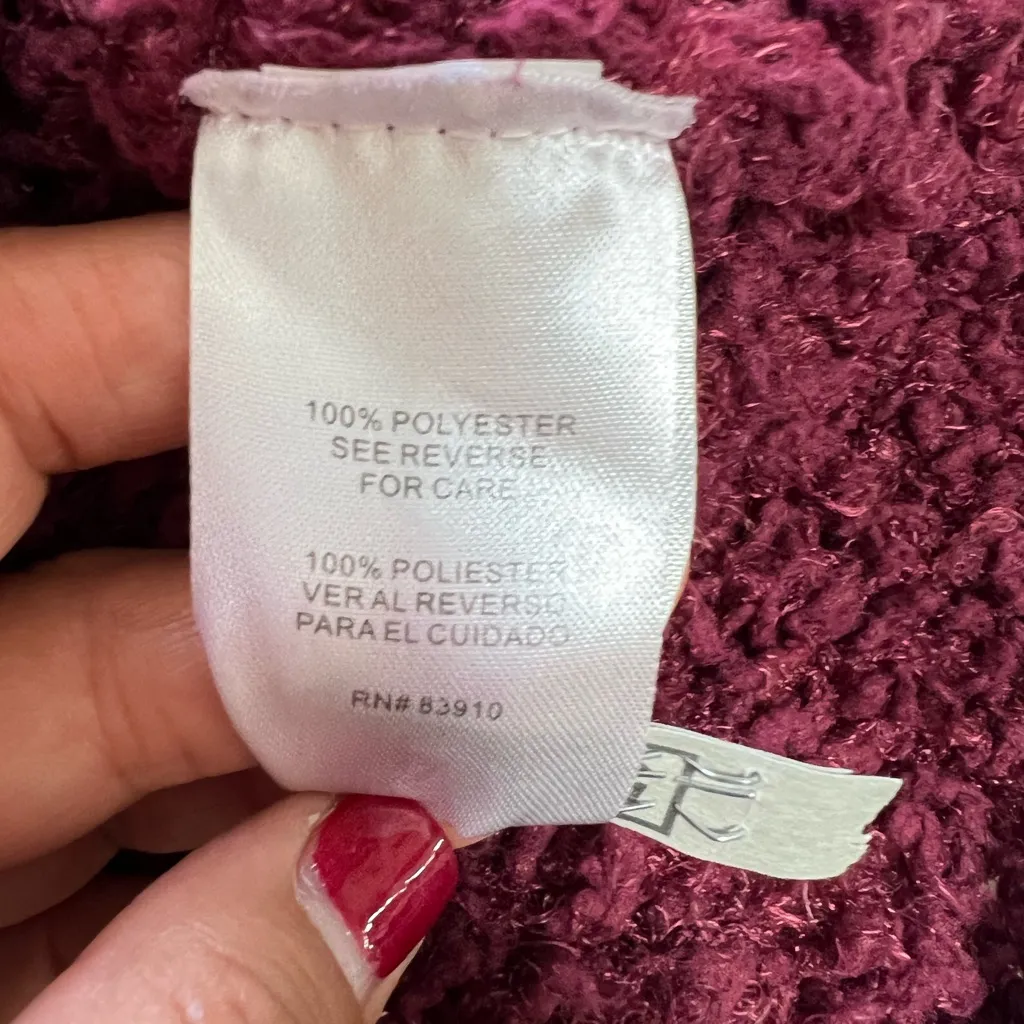 100% POLYESTER
SEE REVERSE
FOR CARE
100% POLIESTER
VER AL REVERSO
PARA EL CUIDADO
RN# 83910